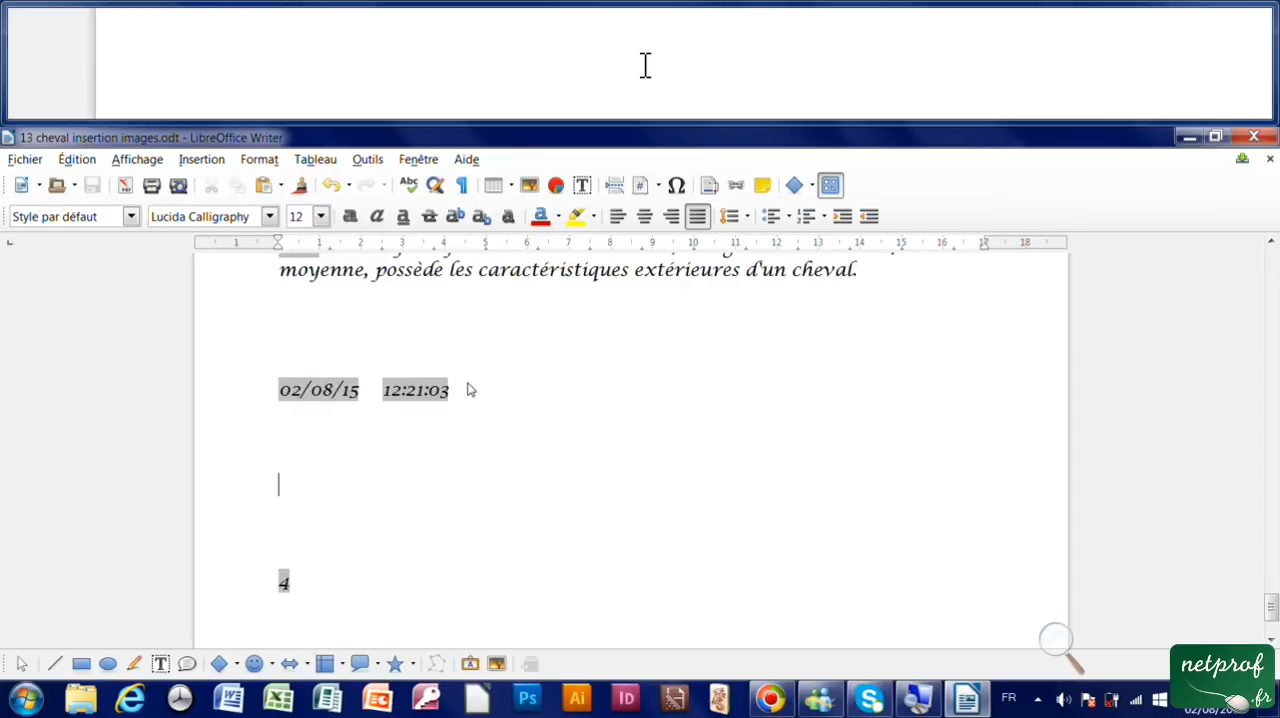 13 cheval insertion images.odt - LibreOffice Writer
Fichier Édition Affichage Insertion Format Tableau Outils Fenêtre Aide
Style par défaut Lucida Calligraphy 12
1 1 2 3 4 5 6 7 8 9 10 11 12 13 14 15 16 17 18
moyenne, possède les caractéristiques extérieures d'un cheval.
02/08/15 12:21:03
4
netprof
.fr
FR